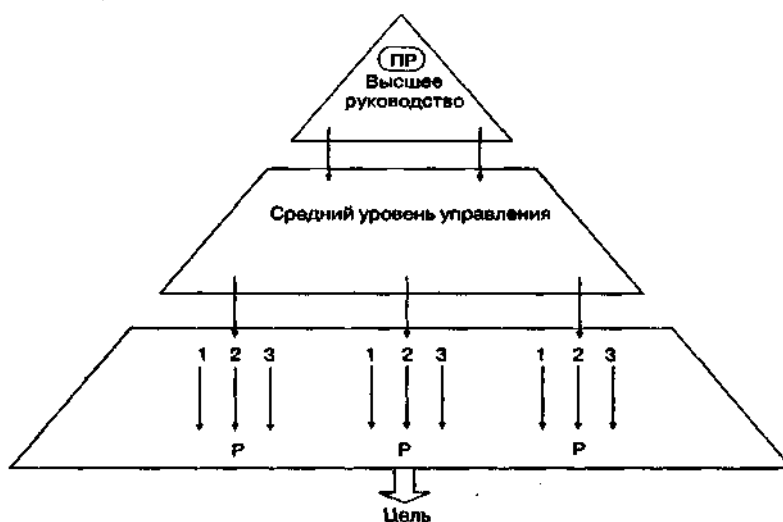 ПР
Высшее
руководство
Средний уровень управления
1 2 3 1 2 3 1 2 3
Р Р Р
Цель